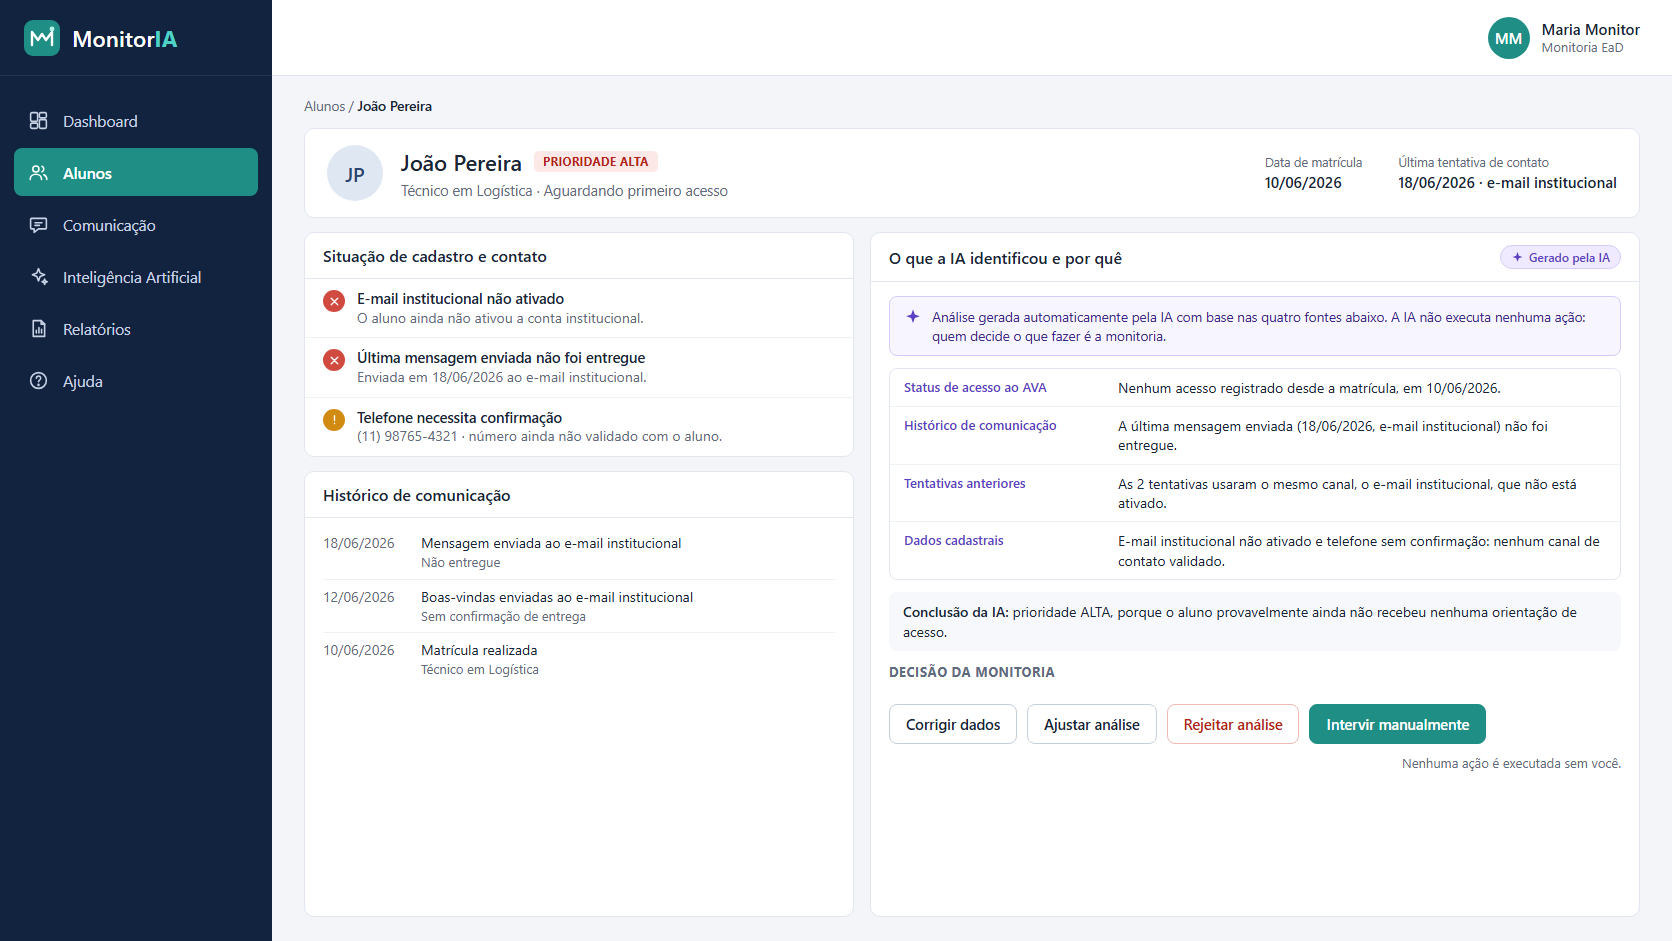 MonitorIA
Dashboard
Alunos
Comunicação
Inteligência Artificial
Relatórios
Ajuda
MM
Maria Monitor
Monitoria EaD
Alunos / João Pereira
JP
João Pereira
PRIORIDADE ALTA
Técnico em Logística · Aguardando primeiro acesso
Data de matrícula
10/06/2026
Última tentativa de contato
18/06/2026 · e-mail institucional
Situação de cadastro e contato
E-mail institucional não ativado
O aluno ainda não ativou a conta institucional.
Última mensagem enviada não foi entregue
Enviada em 18/06/2026 ao e-mail institucional.
Telefone necessita confirmação
(11) 98765-4321 · número ainda não validado com o aluno.
Histórico de comunicação
18/06/2026
Mensagem enviada ao e-mail institucional
Não entregue
12/06/2026
Boas-vindas enviadas ao e-mail institucional
Sem confirmação de entrega
10/06/2026
Matrícula realizada
Técnico em Logística
O que a IA identificou e por quê
Gerado pela IA
Análise gerada automaticamente pela IA com base nas quatro fontes abaixo. A IA não executa nenhuma ação:
quem decide o que fazer é a monitoria.
Status de acesso ao AVA
Nenhum acesso registrado desde a matrícula, em 10/06/2026.
Histórico de comunicação
A última mensagem enviada (18/06/2026, e-mail institucional) não foi
entregue.
Tentativas anteriores
As 2 tentativas usaram o mesmo canal, o e-mail institucional, que não está
ativado.
Dados cadastrais
E-mail institucional não ativado e telefone sem confirmação: nenhum canal de
contato validado.
Conclusão da IA: prioridade ALTA, porque o aluno provavelmente ainda não recebeu nenhuma orientação de
acesso.
DECISÃO DA MONITORIA
Corrigir dados
Ajustar análise
Rejeitar análise
Intervir manualmente
Nenhuma ação é executada sem você.